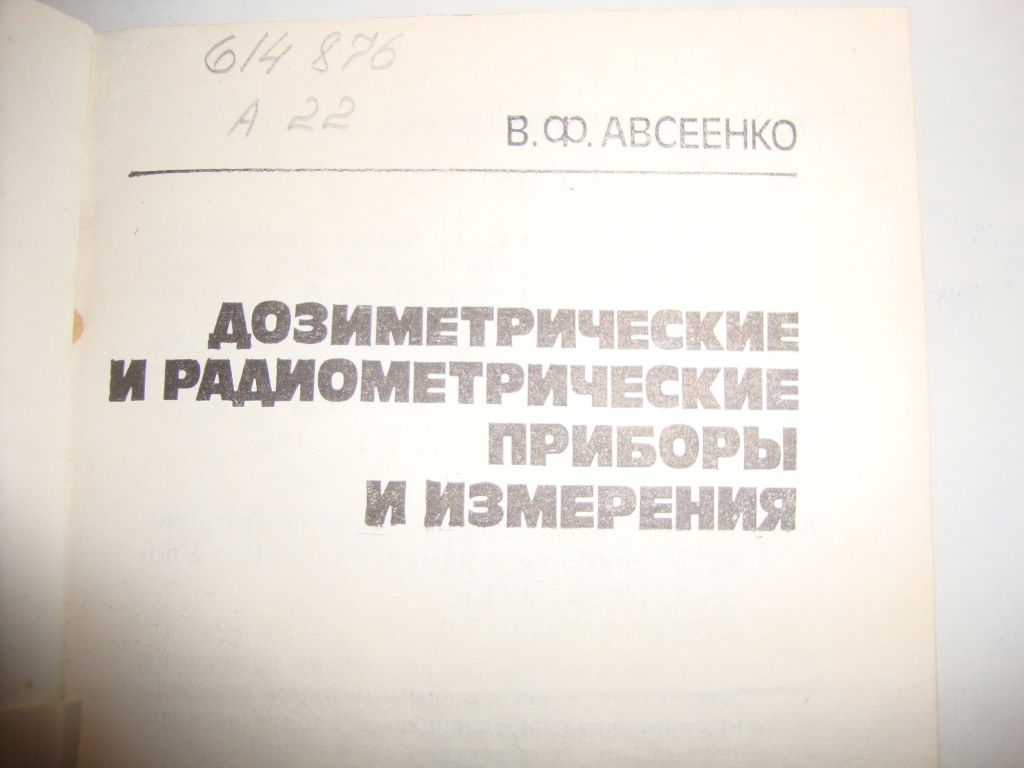 614.876
А 22
В.Ф. АВСЕЕНКО
ДОЗИМЕТРИЧЕСКИЕ
И РАДИОМЕТРИЧЕСКИЕ
ПРИБОРЫ
И ИЗМЕРЕНИЯ